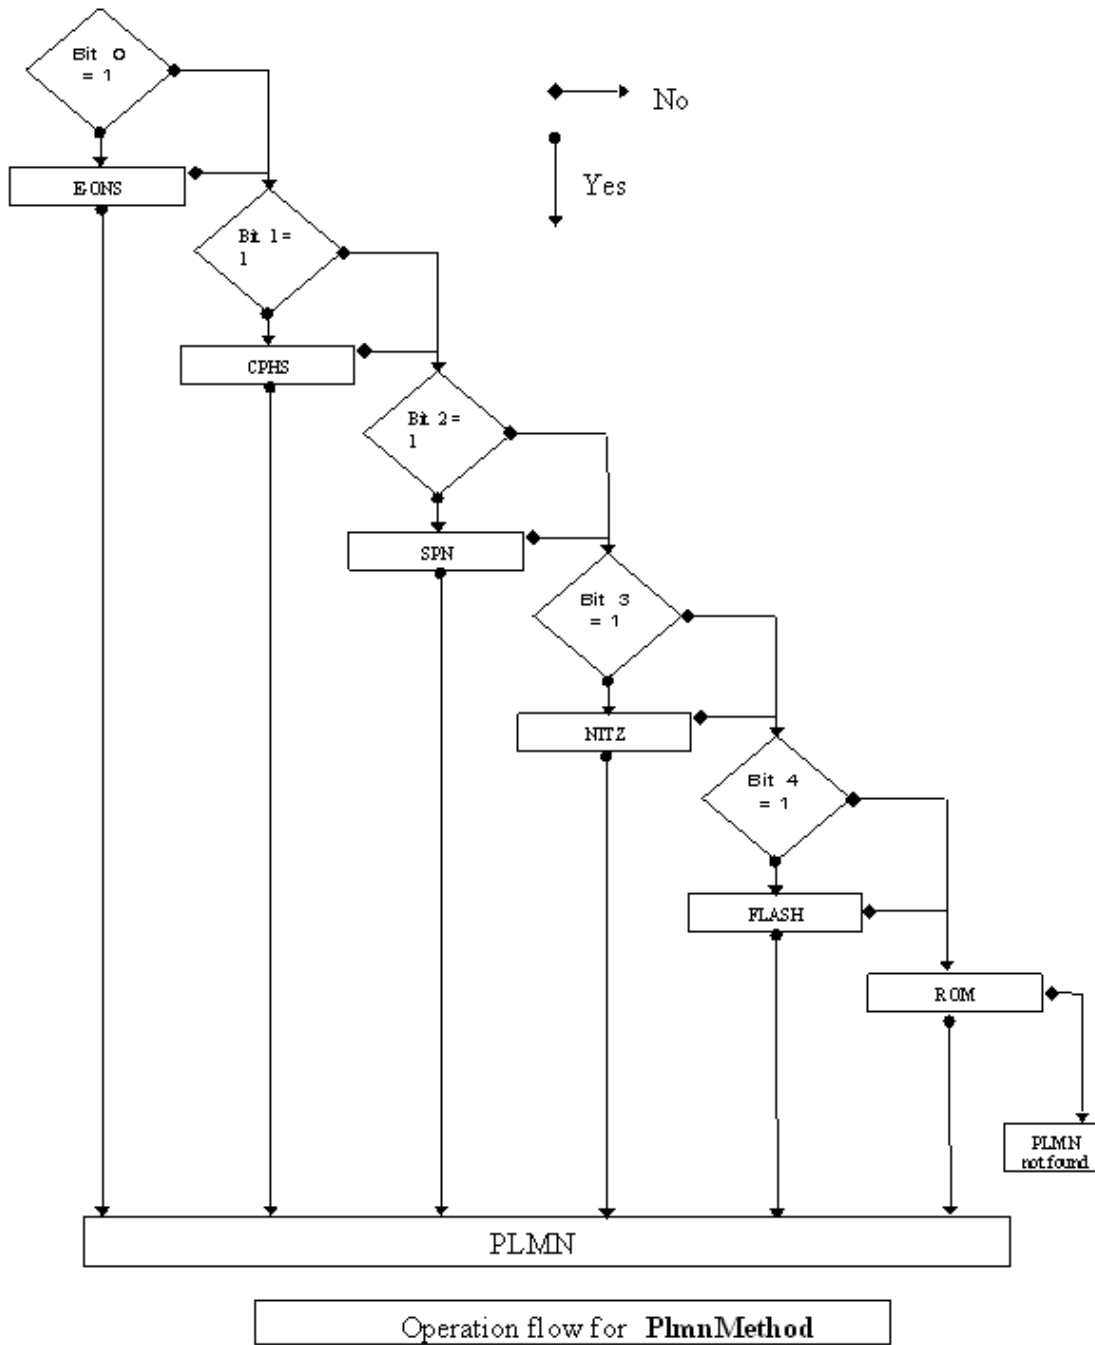 Bit 0
= 1
No
Yes
EONS
Bit 1 =
1
CPHS
Bit 2 =
1
SPN
Bit 3
= 1
NITZ
Bit 4
= 1
FLASH
ROM
PLMN
not found
PLMN
Operation flow for PlmnMethod